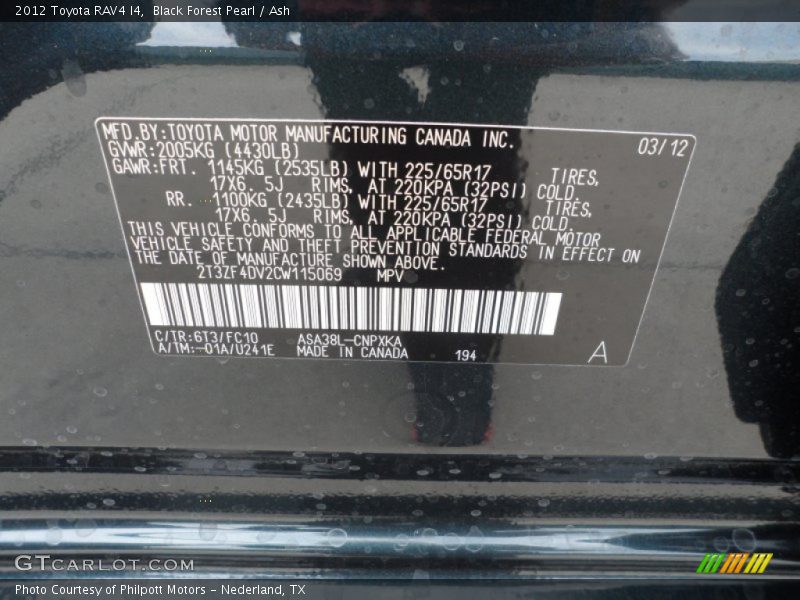 2012 Toyota RAV4 I4, Black Forest Pearl / Ash
MFD.BY:TOYOTA MOTOR MANUFACTURING CANADA INC. 03/12
GVWR:2005KG (4430LB)
GAWR:FRT. 1145KG (2535LB) WITH 225/65R17 TIRES,
17X6.5J RIMS, AT 220KPA (32PSI) COLD
RR. 1100KG (2435LB) WITH 225/65R17 TIRES,
17X6.5J RIMS, AT 220KPA (32PSI) COLD.
THIS VEHICLE CONFORMS TO ALL APPLICABLE FEDERAL MOTOR
VEHICLE SAFETY AND THEFT PREVENTION STANDARDS IN EFFECT ON
THE DATE OF MANUFACTURE SHOWN ABOVE.
2T3ZF4DV2CW115069 MPV
C/TR:6T3/FC10 ASA38L-CNPXKA
A/TM:-01A/U241E MADE IN CANADA 194 A
GTCARLOT.COM
Photo Courtesy of Philpott Motors - Nederland, TX